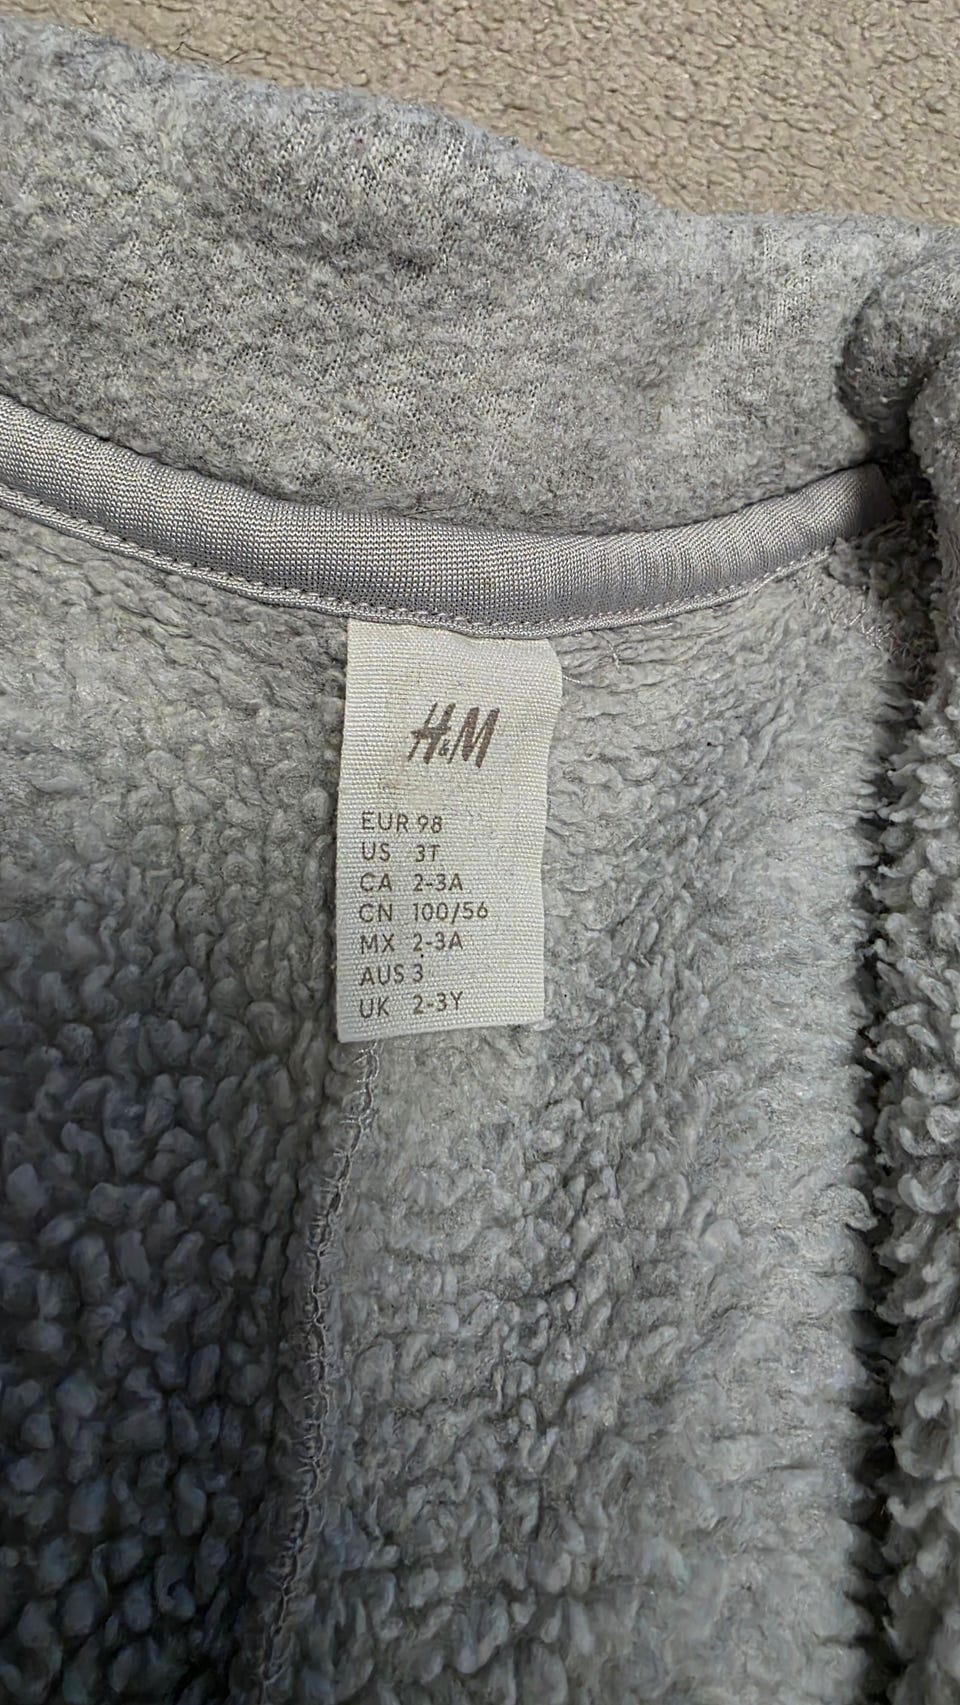 H&M
EUR 98
US 3T
CA 2-3A
CN 100/56
MX 2-3A
AUS 3
UK 2-3Y